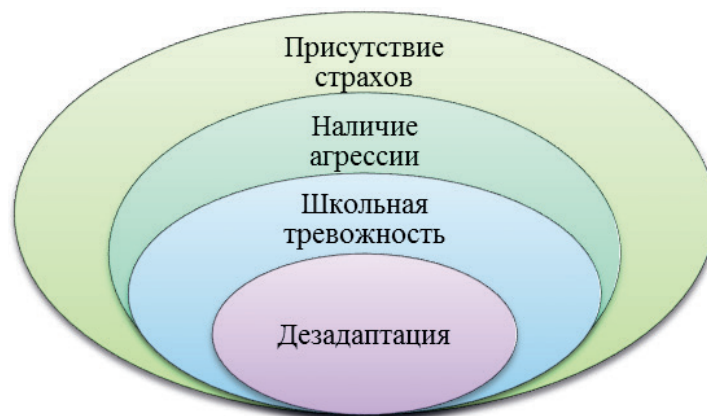 Присутствие
страхов
Наличие
агрессии
Школьная
тревожность
Дезадаптация